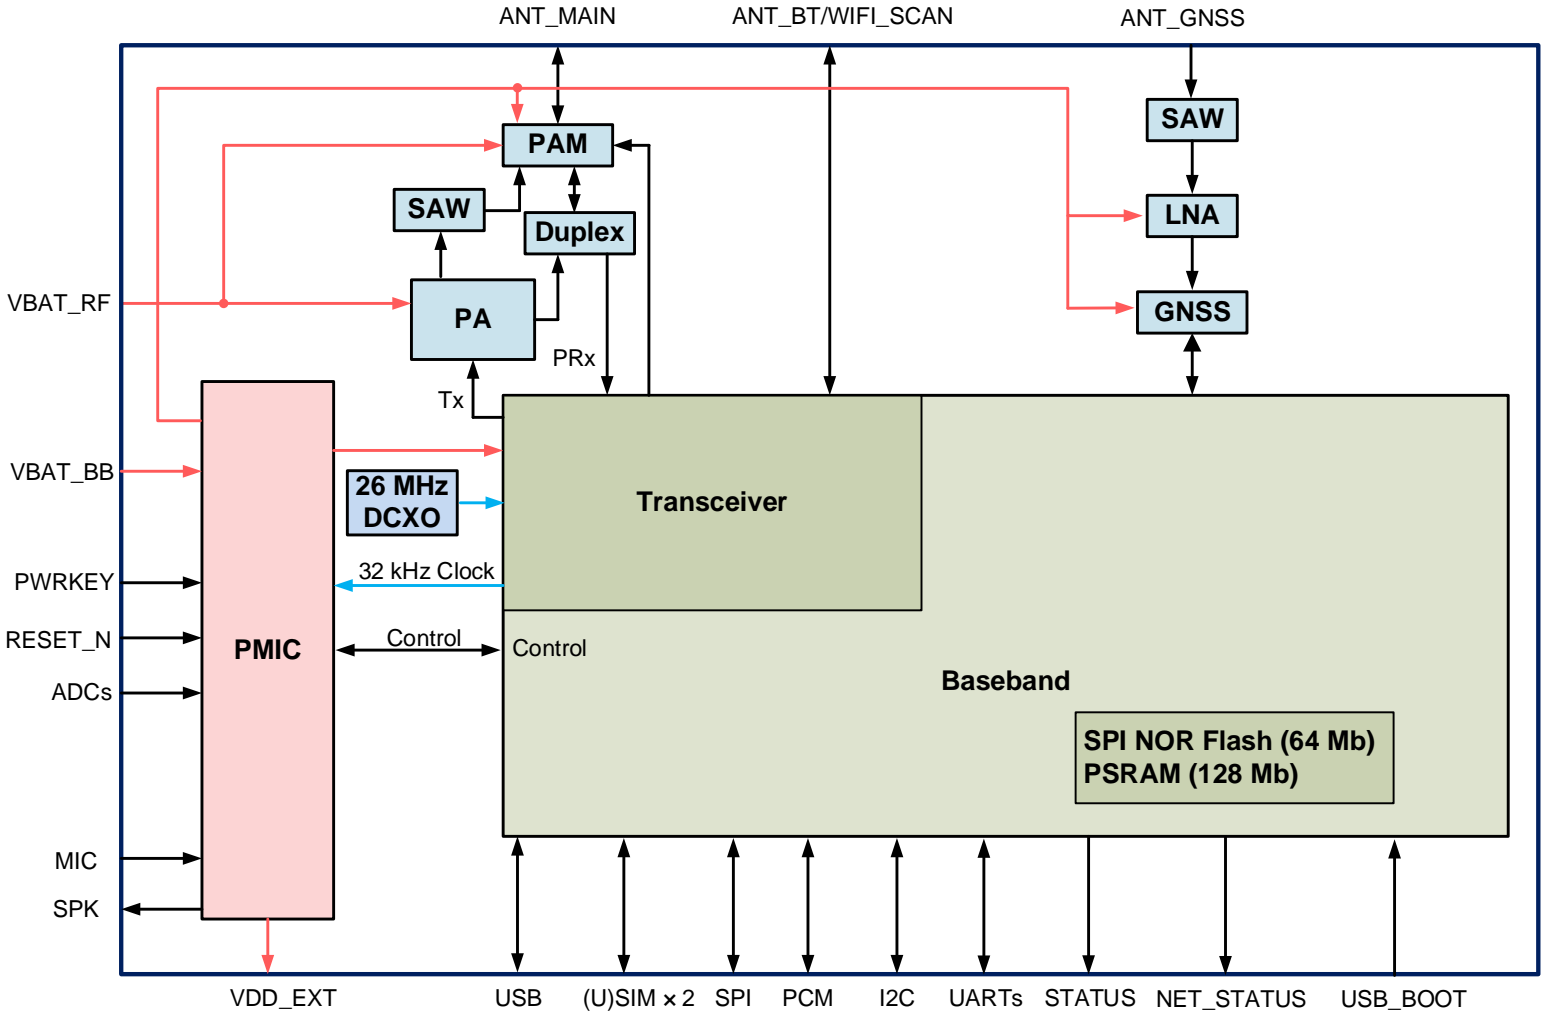 ANT_MAIN
ANT_BT/WIFI_SCAN
ANT_GNSS
SAW
PAM
SAW
LNA
Duplex
VBAT_RF
PA
GNSS
PRx
Tx
VBAT_BB
26 MHz
DCXO
Transceiver
32 kHz Clock
PWRKEY
RESET_N
PMIC
Control
Control
ADCs
Baseband
SPI NOR Flash (64 Mb)
PSRAM (128 Mb)
MIC
SPK
VDD_EXT
USB
(U)SIM × 2
SPI
PCM
I2C
UARTs
STATUS
NET_STATUS
USB_BOOT